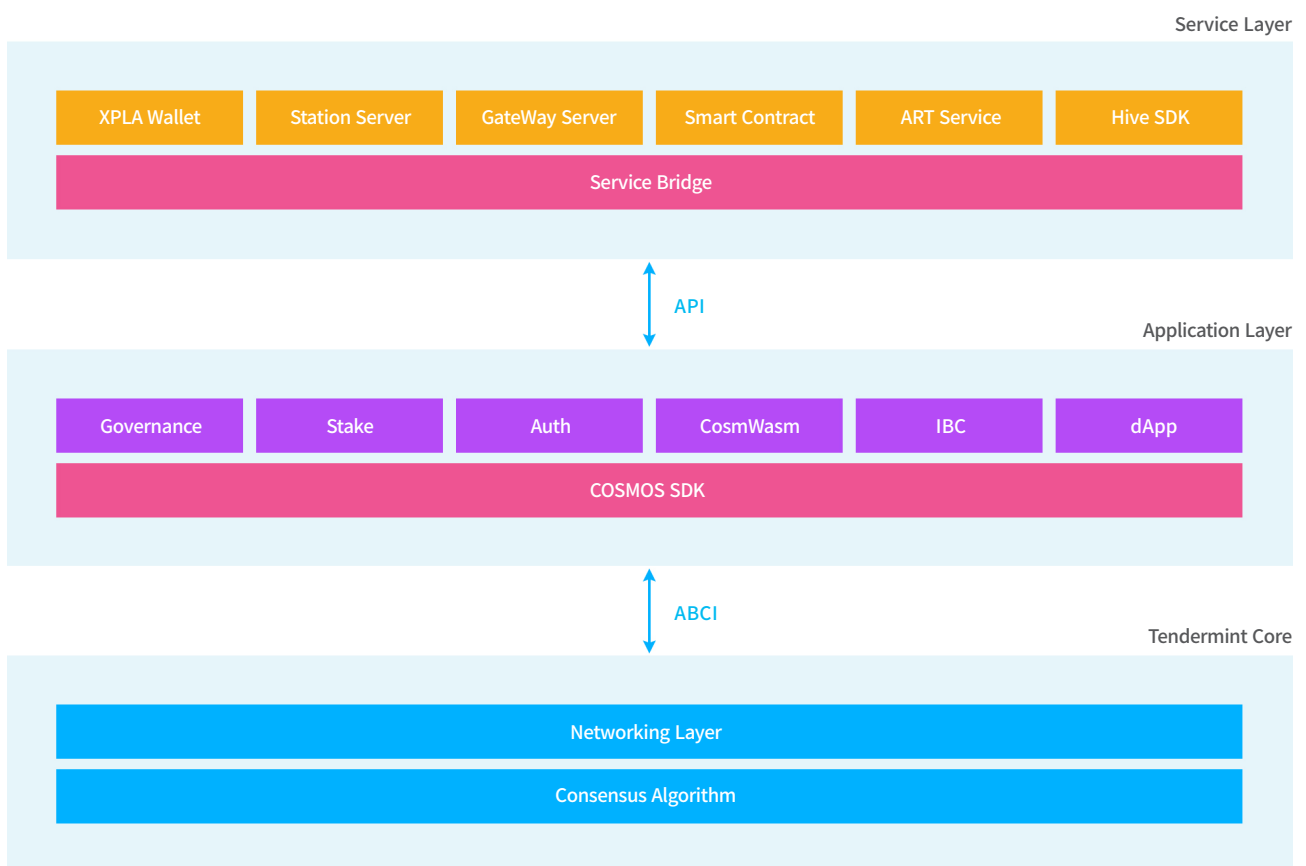 Service Layer
XPLA Wallet
Station Server
GateWay Server
Smart Contract
ART Service
Hive SDK
Service Bridge
API
Application Layer
Governance
Stake
Auth
CosmWasm
IBC
dApp
COSMOS SDK
ABCI
Tendermint Core
Networking Layer
Consensus Algorithm